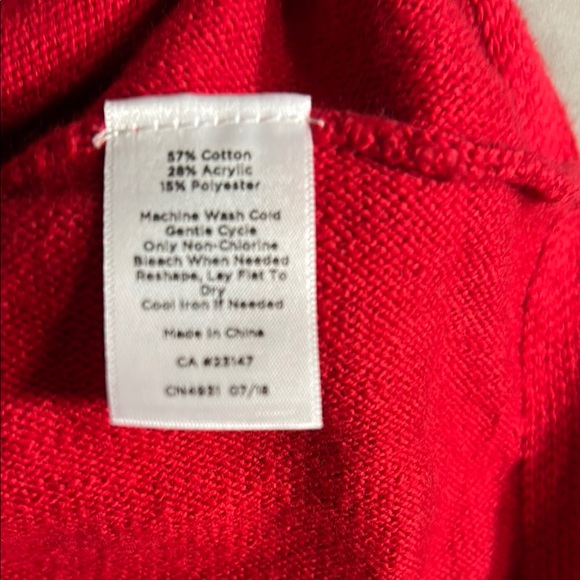 57% Cotton
28% Acrylic
15% Polyester
Machine Wash Cold
Gentle Cycle
Only Non-Chlorine
Bleach When Needed
Reshape, Lay Flat To
Dry
Cool Iron If Needed
Made In China
CA #23147
CN4931 07/18